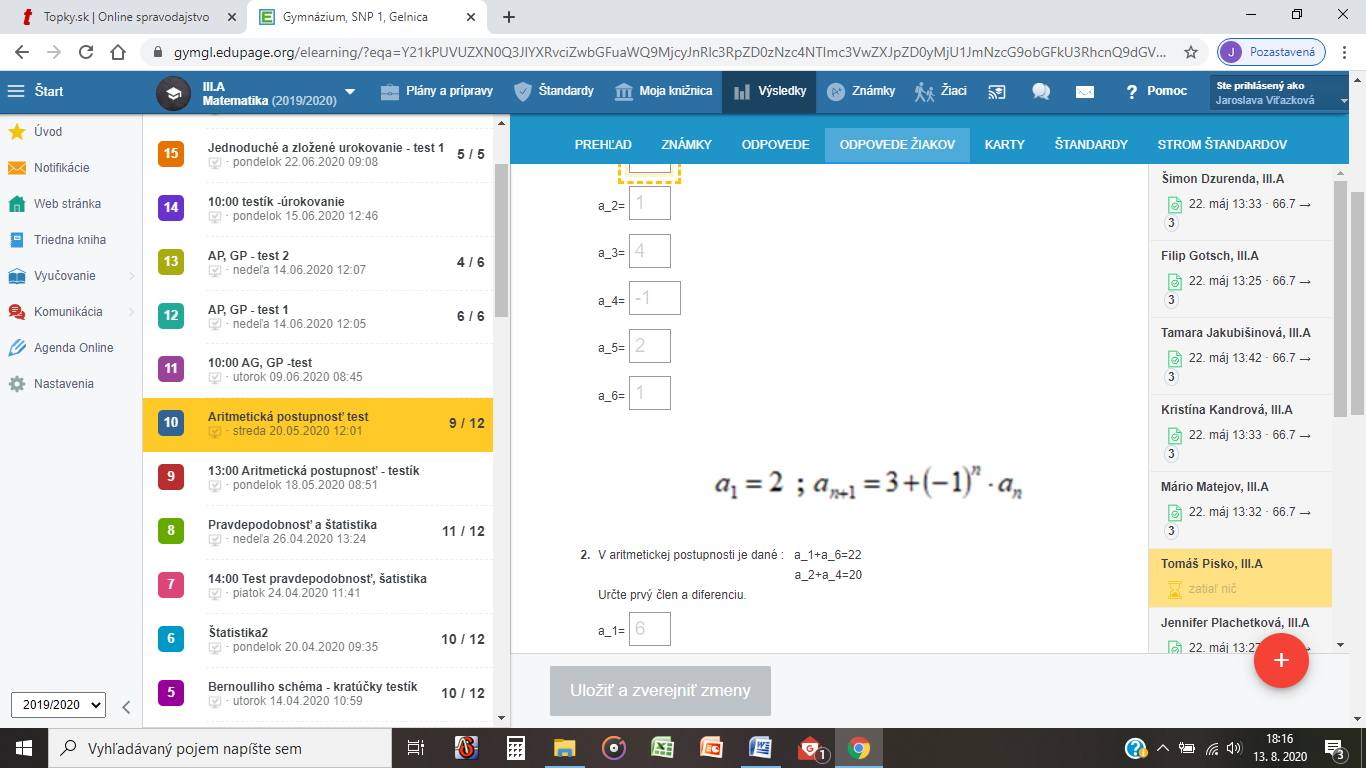 Topky.sk | Online spravodajstvo
Gymnázium, SNP 1, Gelnica
gymgl.edupage.org/elearning/?eqa=Y21kPUVUZXN0Q3JlYXRvciZwbGFuaWQ9MjcyJnRlc3RpZD0zNzc4NTImc3VwZXJpZD0yMjU1JmNzcG9obGFkU3RhcnQ9dGV...
J Pozastavená
Štart
III.A
Matematika (2019/2020)
Plány a prípravy
Štandardy
Moja knižnica
Výsledky
Známky
Žiaci
Pomoc
Ste prihlásený ako
Jaroslava Víťazková
Úvod
Notifikácie
Web stránka
Triedna kniha
Vyučovanie
Komunikácia
Agenda Online
Nastavenia
2019/2020
15 Jednoduché a zložené urokovanie - test 1 5 / 5
· pondelok 22.06.2020 09:08
14 10:00 testík -úrokovanie
· pondelok 15.06.2020 12:46
13 AP, GP - test 2 4 / 6
· nedeľa 14.06.2020 12:07
12 AP, GP - test 1 6 / 6
· nedeľa 14.06.2020 12:05
11 10:00 AG, GP -test
· utorok 09.06.2020 08:45
10 Aritmetická postupnosť test 9 / 12
· streda 20.05.2020 12:01
9 13:00 Aritmetická postupnosť - testík
· pondelok 18.05.2020 08:51
8 Pravdepodobnosť a štatistika 11 / 12
· nedeľa 26.04.2020 13:24
7 14:00 Test pravdepodobnosť, šatistika
· piatok 24.04.2020 11:41
6 Štatistika2 10 / 12
· pondelok 20.04.2020 09:35
5 Bernoulliho schéma - kratúčky testík 10 / 12
· utorok 14.04.2020 10:59
PREHĽAD
ZNÁMKY
ODPOVEDE
ODPOVEDE ŽIAKOV
KARTY
ŠTANDARDY
STROM ŠTANDARDOV
a_2= 1
a_3= 4
a_4= -1
a_5= 2
a_6= 1
a₁ = 2 ; aₙ₊₁ = 3+(−1)ⁿ · aₙ
2. V aritmetickej postupnosti je dané : a_1+a_6=22
a_2+a_4=20
Určte prvý člen a diferenciu.
a_1= 6
Uložiť a zverejniť zmeny
Šimon Dzurenda, III.A
22. máj 13:33 · 66.7 →
3
Filip Gotsch, III.A
22. máj 13:25 · 66.7 →
3
Tamara Jakubišinová, III.A
22. máj 13:42 · 66.7 →
3
Kristína Kandrová, III.A
22. máj 13:33 · 66.7 →
3
Mário Matejov, III.A
22. máj 13:32 · 66.7 →
3
Tomáš Pisko, III.A
zatiaľ nič
Jennifer Plachetková, III.A
+
Vyhľadávaný pojem napíšte sem
18:16
13. 8. 2020
3